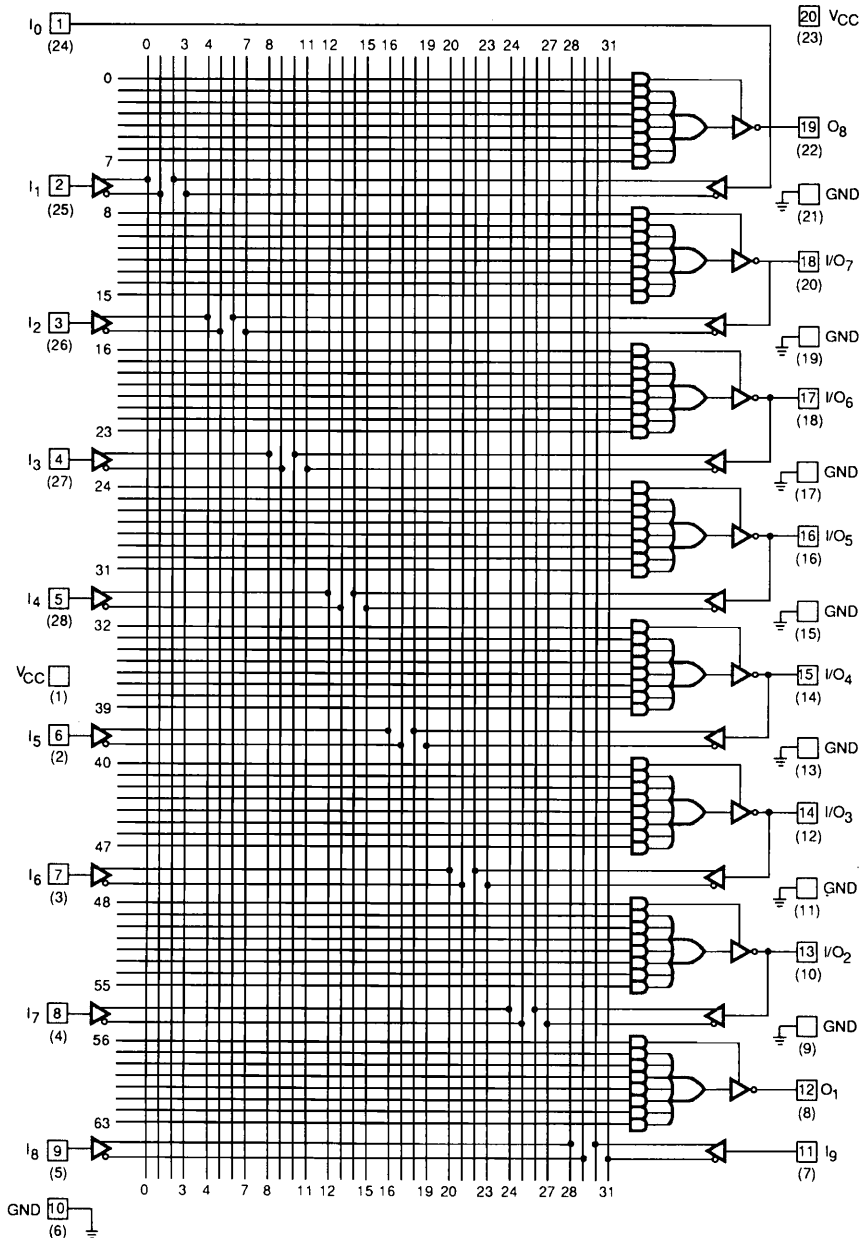 I0 1 (24)
20 VCC (23)
0 3 4 7 8 11 12 15 16 19 20 23 24 27 28 31
0
19 O8 (22)
7
I1 2 (25)
GND (21)
8
18 I/O7 (20)
15
I2 3 (26)
GND (19)
16
17 I/O6 (18)
23
I3 4 (27)
GND (17)
24
16 I/O5 (16)
31
I4 5 (28)
GND (15)
32
VCC (1)
15 I/O4 (14)
39
I5 6 (2)
GND (13)
40
14 I/O3 (12)
47
I6 7 (3)
GND (11)
48
13 I/O2 (10)
55
I7 8 (4)
GND (9)
56
12 O1 (8)
63
I8 9 (5)
11 I9 (7)
0 3 4 7 8 11 12 15 16 19 20 23 24 27 28 31
GND 10 (6)